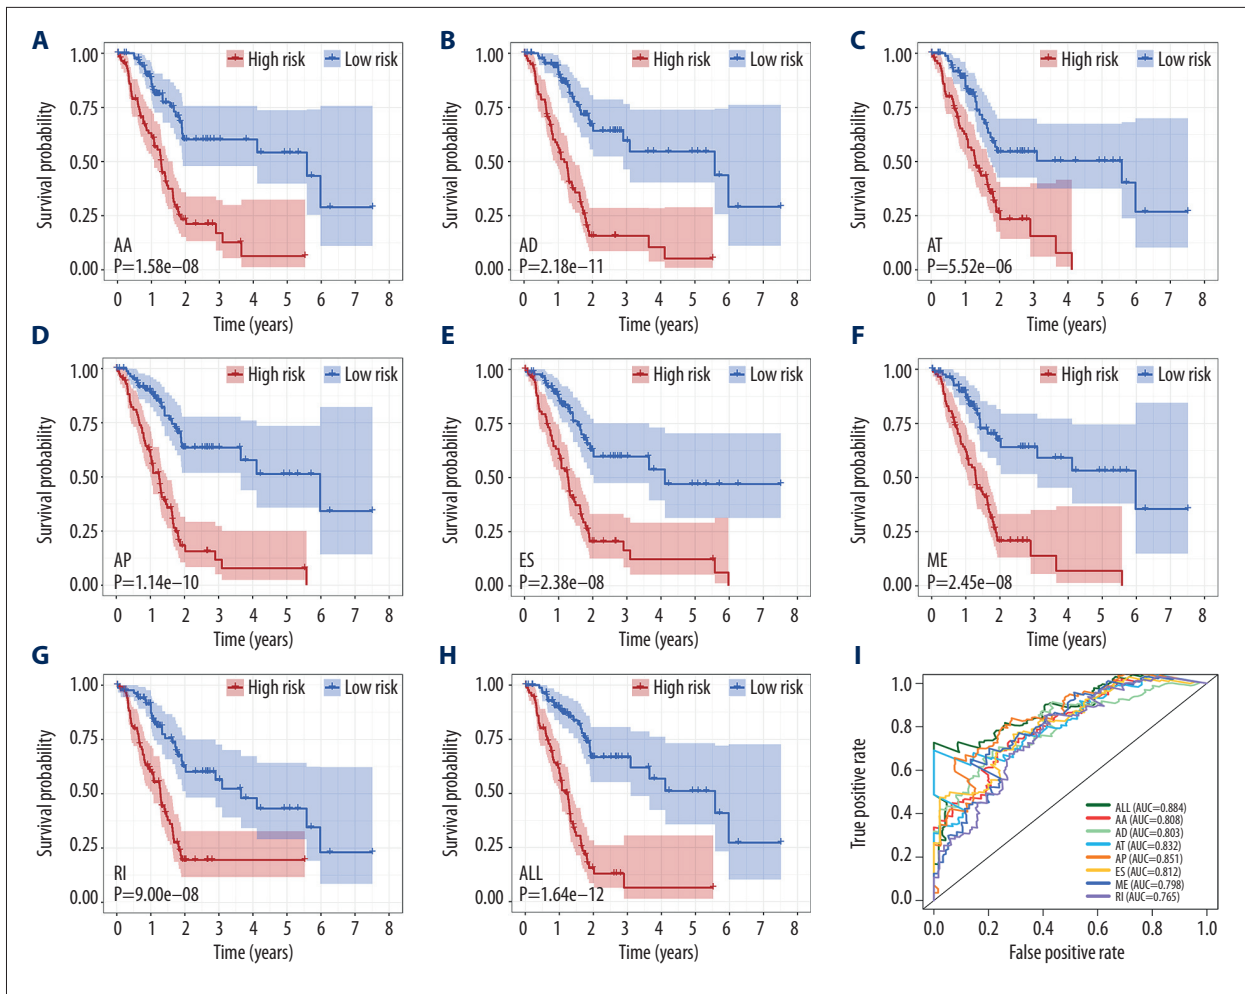 A
High risk
Low risk
1.00
0.75
0.50
0.25
0.00
Survival probability
AA
P=1.58e−08
0 1 2 3 4 5 6 7 8
Time (years)
B
High risk
Low risk
1.00
0.75
0.50
0.25
0.00
Survival probability
AD
P=2.18e−11
0 1 2 3 4 5 6 7 8
Time (years)
C
High risk
Low risk
1.00
0.75
0.50
0.25
0.00
Survival probability
AT
P=5.52e−06
0 1 2 3 4 5 6 7 8
Time (years)
D
High risk
Low risk
1.00
0.75
0.50
0.25
0.00
Survival probability
AP
P=1.14e−10
0 1 2 3 4 5 6 7 8
Time (years)
E
High risk
Low risk
1.00
0.75
0.50
0.25
0.00
Survival probability
ES
P=2.38e−08
0 1 2 3 4 5 6 7 8
Time (years)
F
High risk
Low risk
1.00
0.75
0.50
0.25
0.00
Survival probability
ME
P=2.45e−08
0 1 2 3 4 5 6 7 8
Time (years)
G
High risk
Low risk
1.00
0.75
0.50
0.25
0.00
Survival probability
RI
P=9.00e−08
0 1 2 3 4 5 6 7 8
Time (years)
H
High risk
Low risk
1.00
0.75
0.50
0.25
0.00
Survival probability
ALL
P=1.64e−12
0 1 2 3 4 5 6 7 8
Time (years)
I
1.0
0.8
0.6
0.4
0.2
0.0
True positive rate
ALL (AUC=0.884)
AA (AUC=0.808)
AD (AUC=0.803)
AT (AUC=0.832)
AP (AUC=0.851)
ES (AUC=0.812)
ME (AUC=0.798)
RI (AUC=0.765)
0.0 0.2 0.4 0.6 0.8 1.0
False positive rate